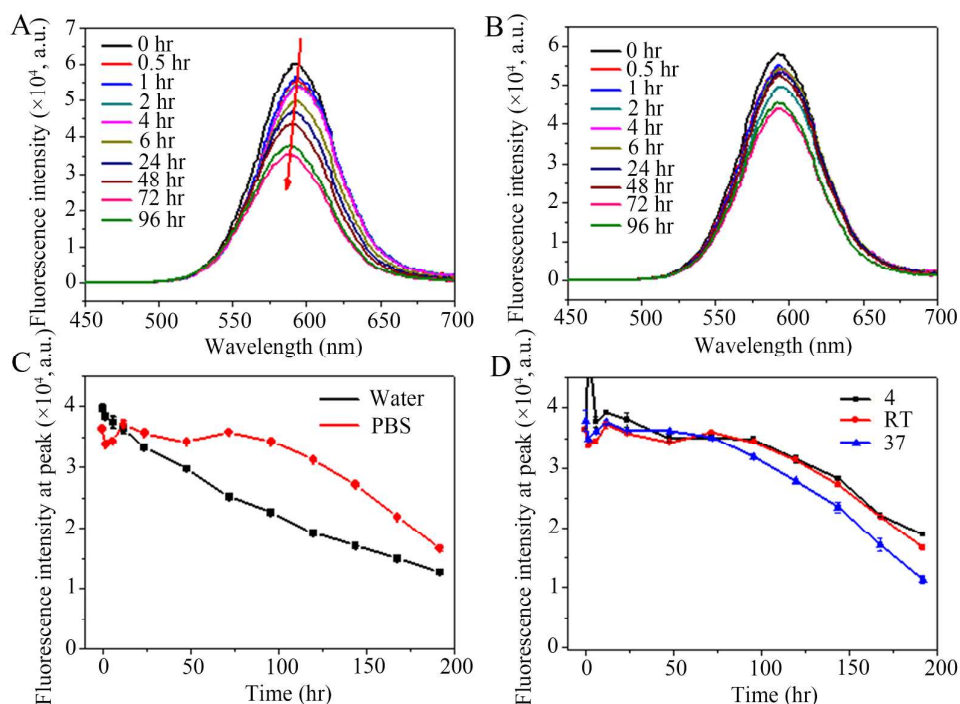 A
Fluorescence intensity (×10⁴, a.u.)
7
6
5
4
3
2
1
0
0 hr
0.5 hr
1 hr
2 hr
4 hr
6 hr
24 hr
48 hr
72 hr
96 hr
450 500 550 600 650 700
Wavelength (nm)
B
Fluorescence intensity (×10⁴, a.u.)
7
6
5
4
3
2
1
0
0 hr
0.5 hr
1 hr
2 hr
4 hr
6 hr
24 hr
48 hr
72 hr
96 hr
450 500 550 600 650 700
Wavelength (nm)
C
Fluorescence intensity at peak (×10⁴, a.u.)
4
3
2
1
0
Water
PBS
0 50 100 150 200
Time (hr)
D
Fluorescence intensity at peak (×10⁴, a.u.)
4
3
2
1
0
4
RT
37
0 50 100 150 200
Time (hr)